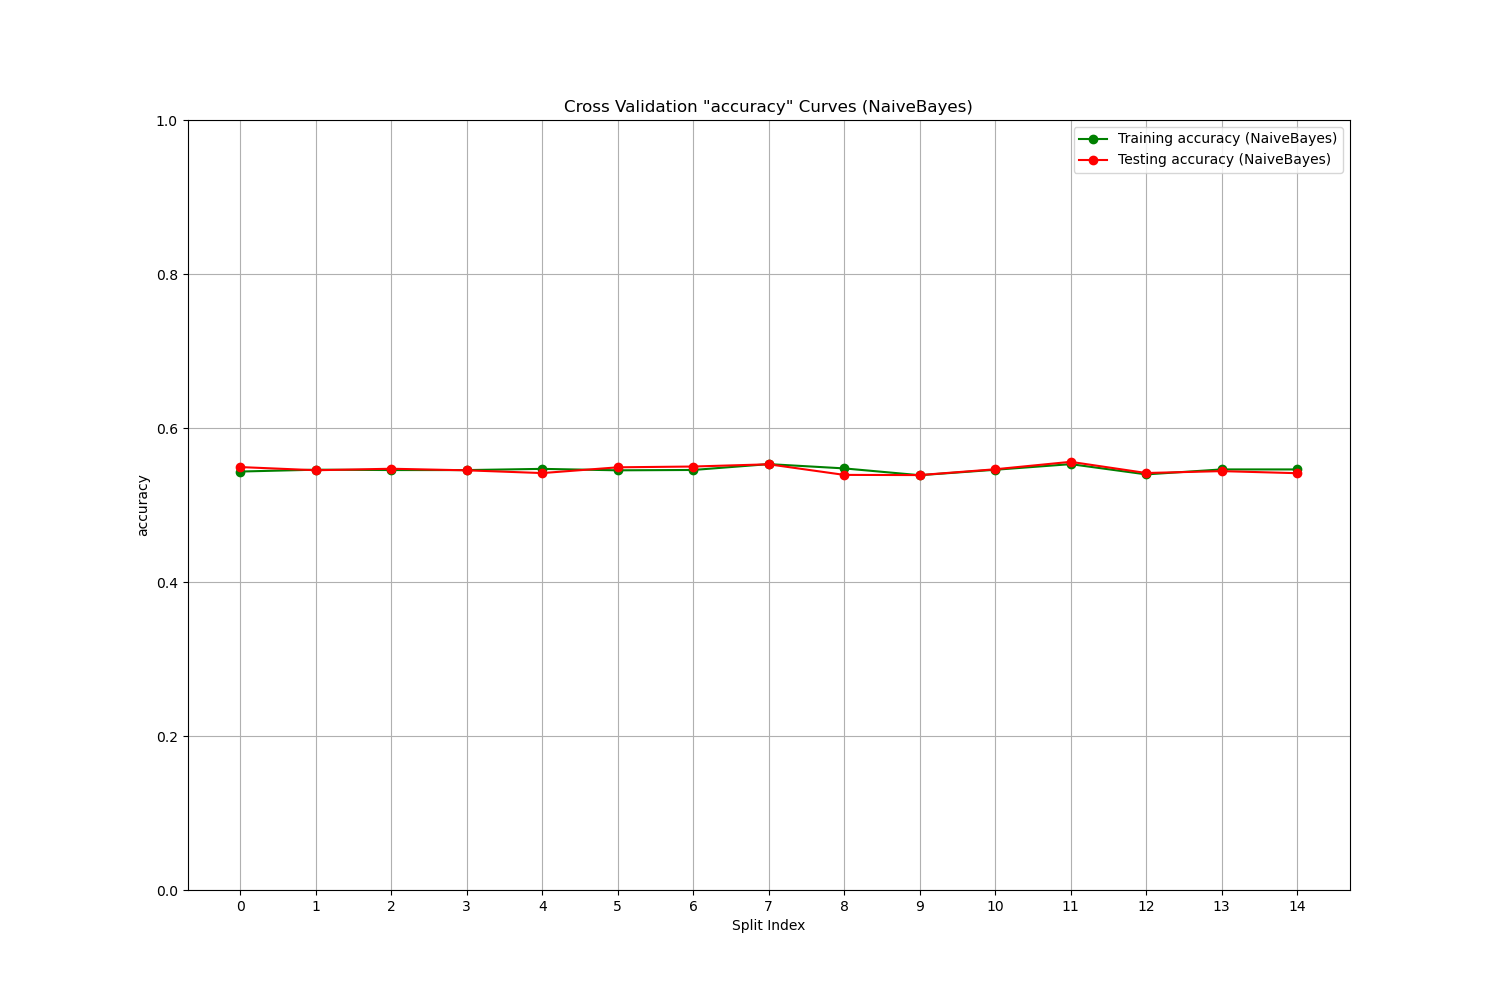 Cross Validation "accuracy" Curves (NaiveBayes)
Training accuracy (NaiveBayes)
Testing accuracy (NaiveBayes)
1.0
0.8
0.6
0.4
0.2
0.0
accuracy
0 1 2 3 4 5 6 7 8 9 10 11 12 13 14
Split Index